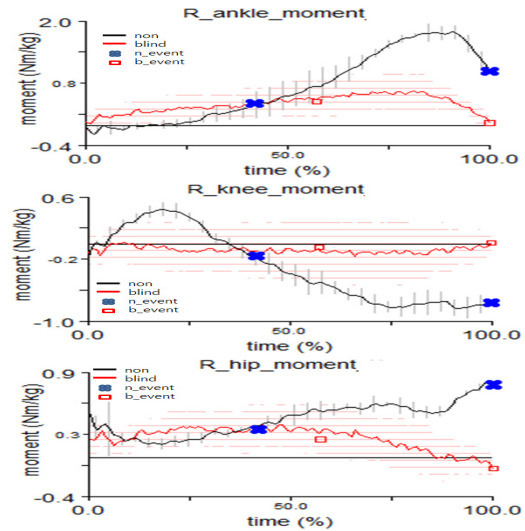 R_ankle_moment
2.0
non
blind
n_event
b_event
0.8
moment (Nm/kg)
-0.4
0.0
50.0
100.0
time (%)
R_knee_moment
0.6
-0.2
moment (Nm/kg)
non
blind
n_event
b_event
-1.0
0.0
50.0
100.0
time (%)
R_hip_moment
0.9
non
blind
n_event
b_event
0.3
moment (Nm/kg)
-0.4
0.0
50.0
100.0
time (%)